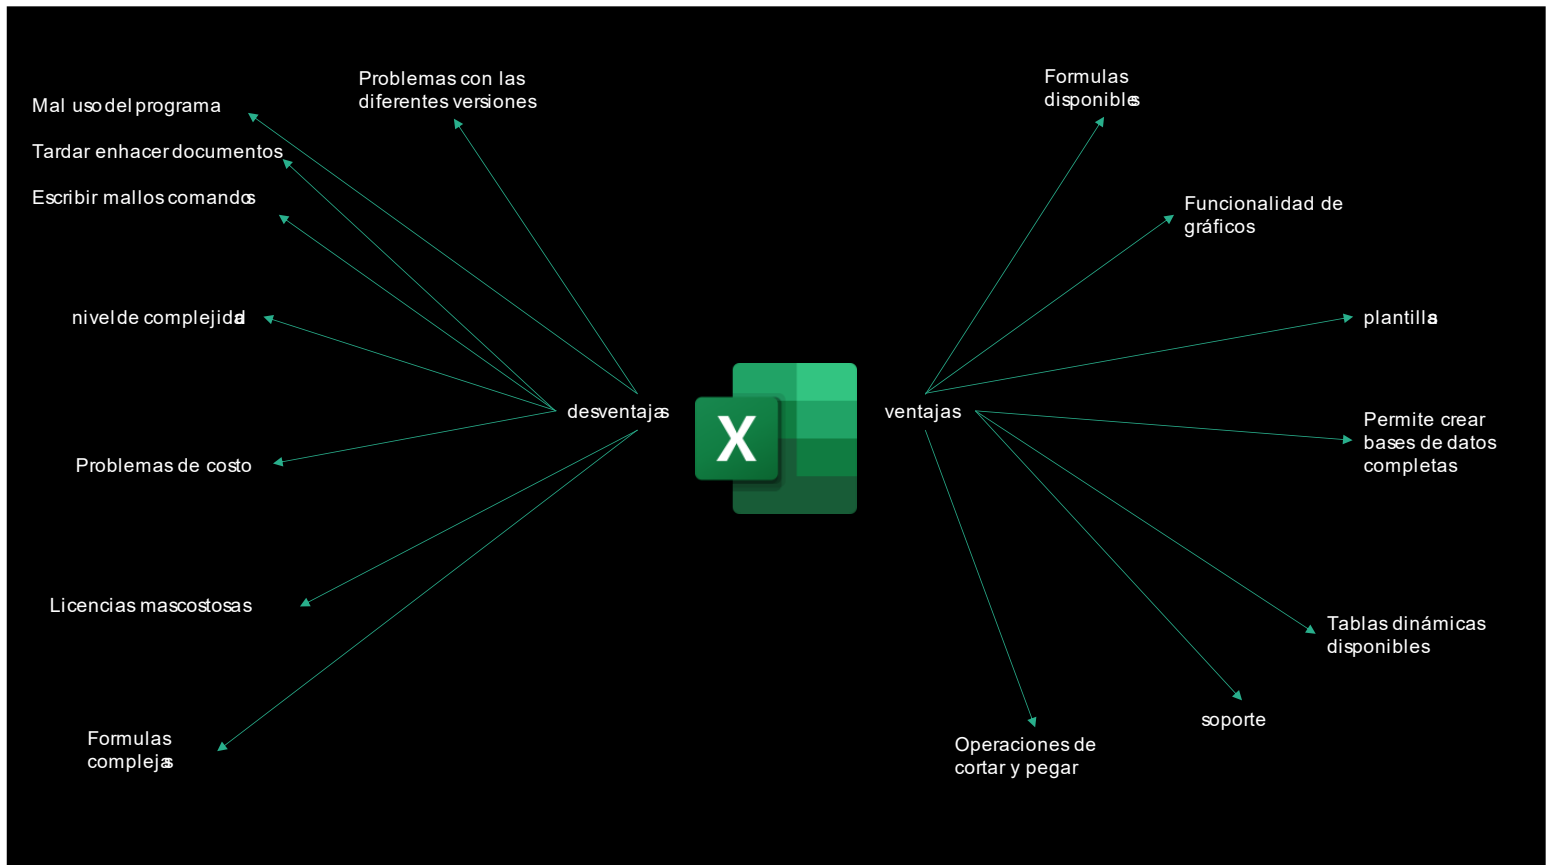 Problemas con las
diferentes versiones
Mal uso del programa
Tardar en hacer documentos
Escribir mal los comandos
nivel de complejidad
desventajas
Problemas de costo
Licencias mas costosas
Formulas
complejas
X
Formulas
disponibles
Funcionalidad de
gráficos
plantillas
ventajas
Permite crear
bases de datos
completas
Tablas dinámicas
disponibles
soporte
Operaciones de
cortar y pegar